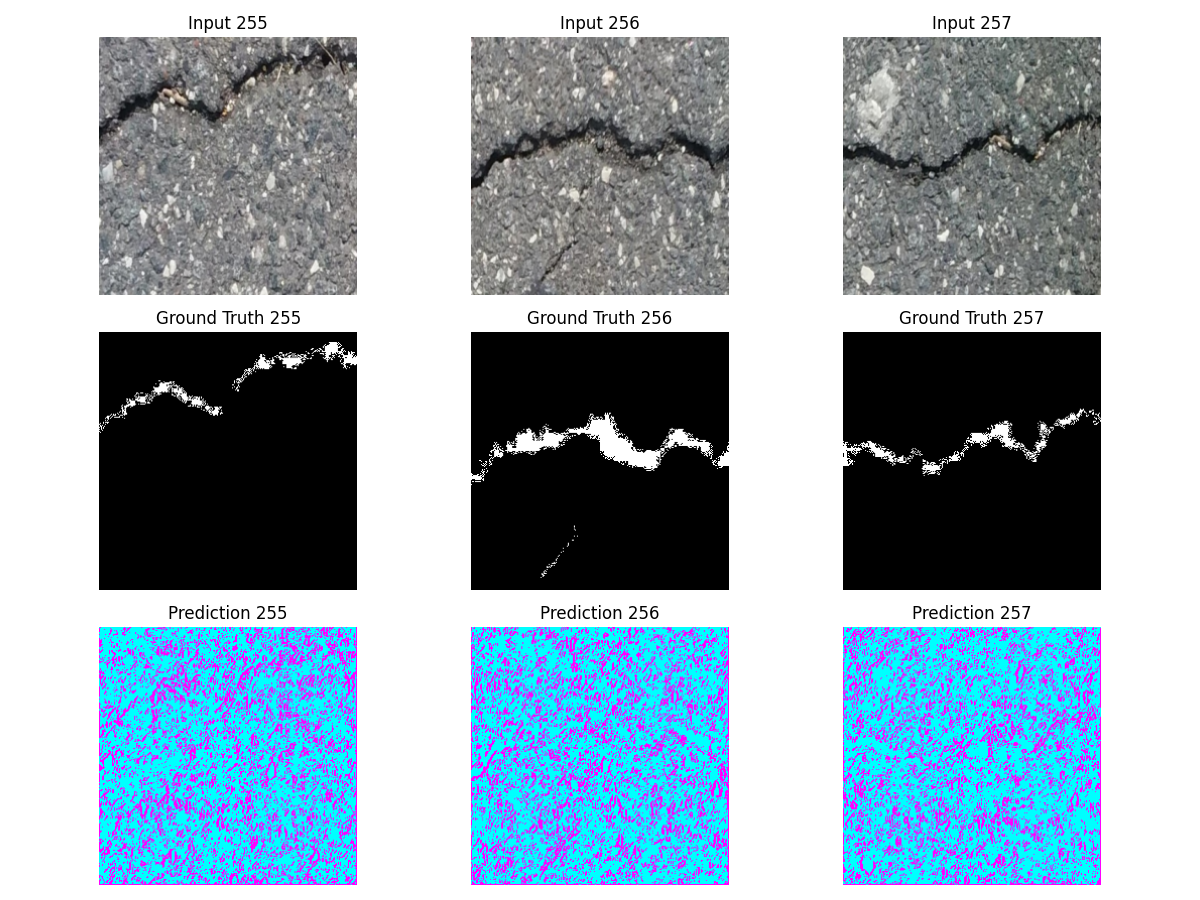 Input 255
Input 256
Input 257
Ground Truth 255
Ground Truth 256
Ground Truth 257
Prediction 255
Prediction 256
Prediction 257